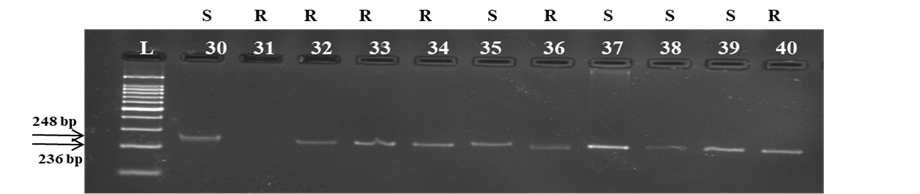 S R R R R S R S S S R
L 30 31 32 33 34 35 36 37 38 39 40
248 bp
236 bp